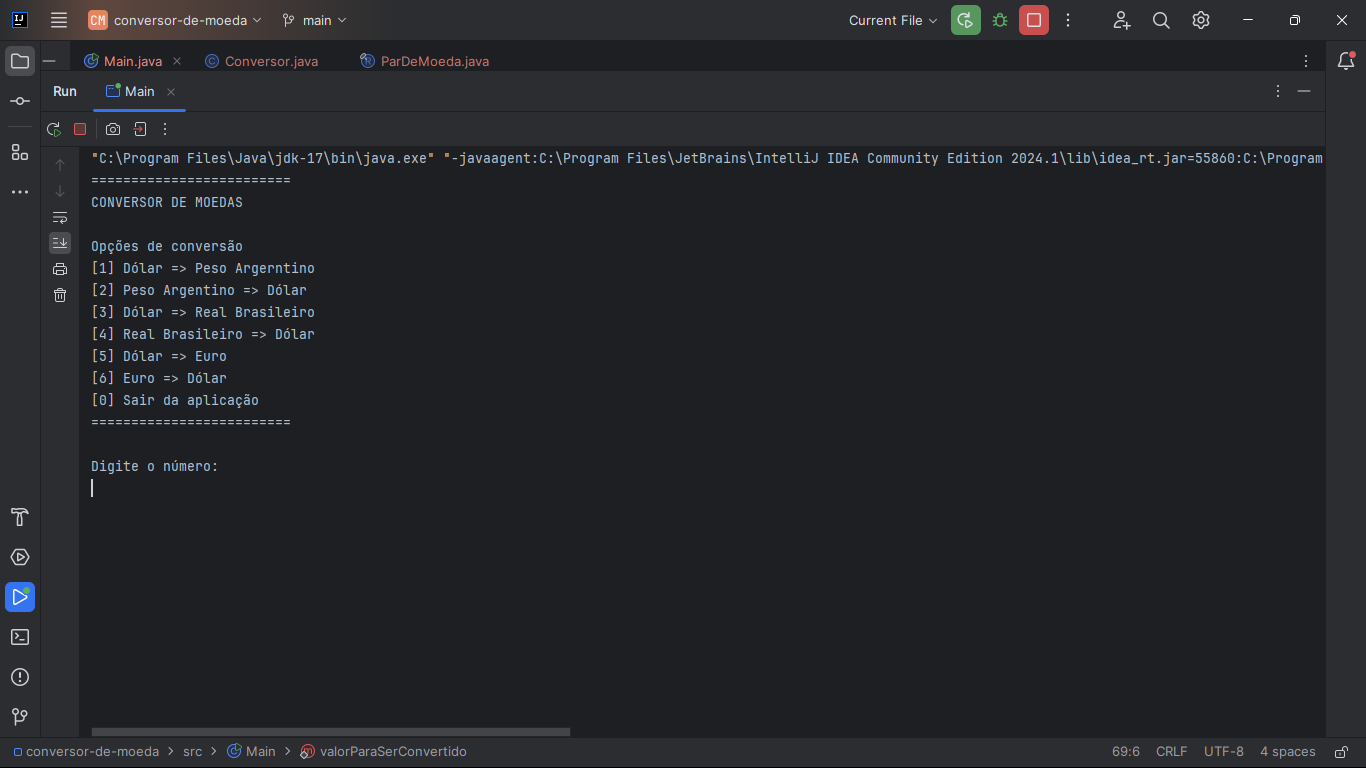 CM conversor-de-moeda main Current File
Main.java Conversor.java ParDeMoeda.java
Run Main
"C:\Program Files\Java\jdk-17\bin\java.exe" "-javaagent:C:\Program Files\JetBrains\IntelliJ IDEA Community Edition 2024.1\lib\idea_rt.jar=55860:C:\Program
=========================
CONVERSOR DE MOEDAS
Opções de conversão
[1] Dólar => Peso Argerntino
[2] Peso Argentino => Dólar
[3] Dólar => Real Brasileiro
[4] Real Brasileiro => Dólar
[5] Dólar => Euro
[6] Euro => Dólar
[0] Sair da aplicação
=========================
Digite o número:
conversor-de-moeda > src > Main > valorParaSerConvertido 69:6 CRLF UTF-8 4 spaces